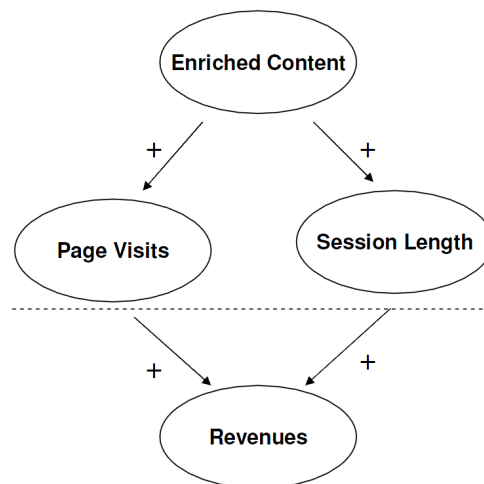 Enriched Content
+ +
Page Visits
Session Length
+ +
Revenues